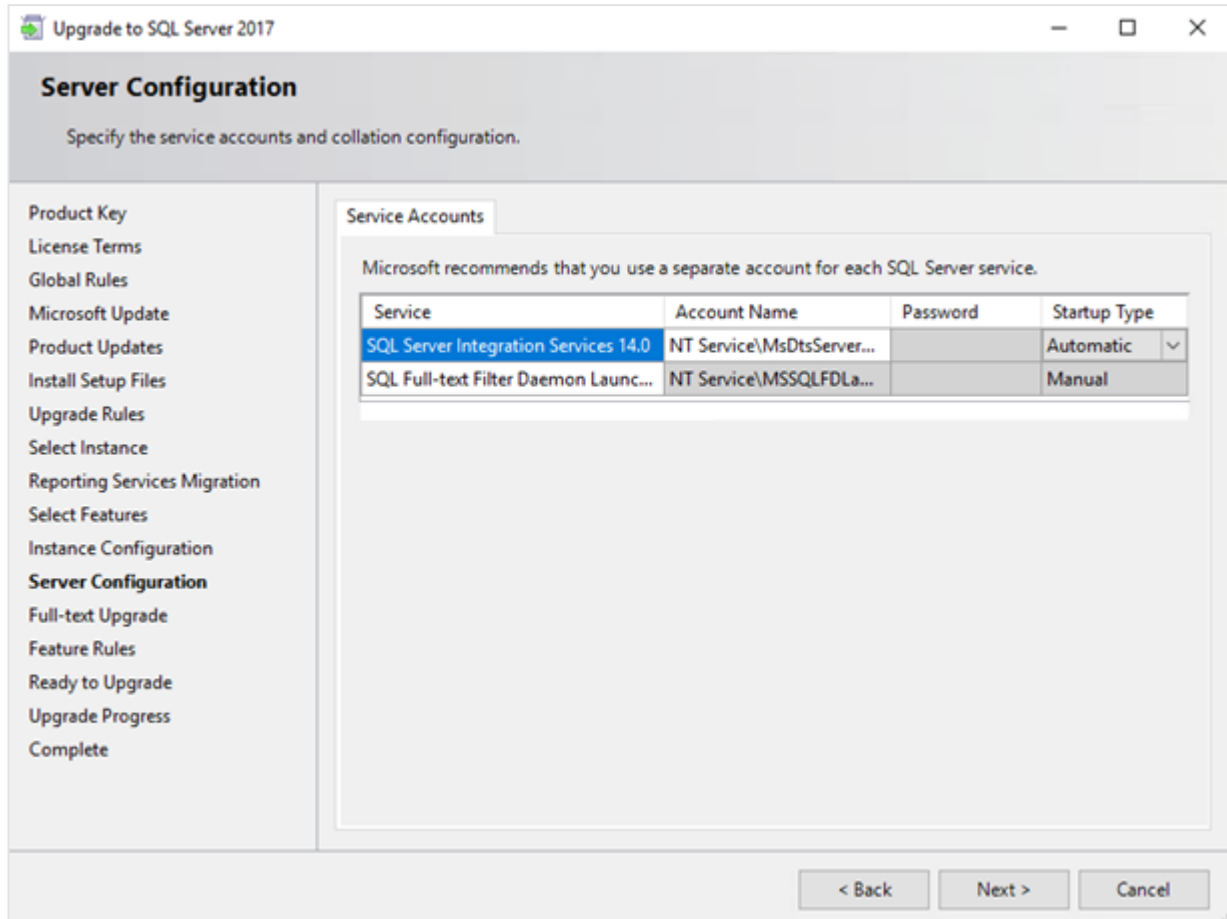 Upgrade to SQL Server 2017
Server Configuration
Specify the service accounts and collation configuration.
Product Key
License Terms
Global Rules
Microsoft Update
Product Updates
Install Setup Files
Upgrade Rules
Select Instance
Reporting Services Migration
Select Features
Instance Configuration
Server Configuration
Full-text Upgrade
Feature Rules
Ready to Upgrade
Upgrade Progress
Complete
Service Accounts
Microsoft recommends that you use a separate account for each SQL Server service.
Service Account Name Password Startup Type
SQL Server Integration Services 14.0 NT Service\MsDtsServer... Automatic
SQL Full-text Filter Daemon Launc... NT Service\MSSQLFDLa... Manual
< Back Next > Cancel